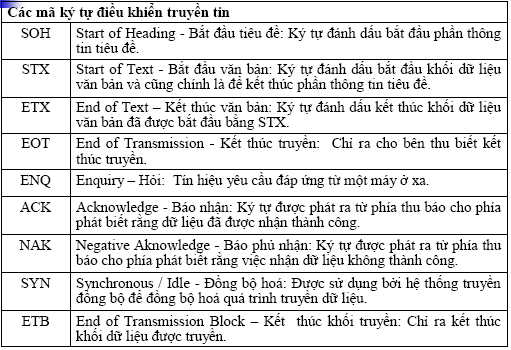 Các mã ký tự điều khiển truyền tin
SOH
Start of Heading - Bắt đầu tiêu đề: Ký tự đánh dấu bắt đầu phần thông
tin tiêu đề.
STX
Start of Text - Bắt đầu văn bản: Ký tự đánh dấu bắt đầu khối dữ liệu
văn bản và cũng chính là để kết thúc phần thông tin tiêu đề.
ETX
End of Text – Kết thúc văn bản: Ký tự đánh dấu kết thúc khối dữ liệu
văn bản đã được bắt đầu bằng STX.
EOT
End of Transmission - Kết thúc truyền: Chỉ ra cho bên thu biết kết
thúc truyền.
ENQ
Enquiry – Hỏi: Tín hiệu yêu cầu đáp ứng từ một máy ở xa.
ACK
Acknowledge - Báo nhận: Ký tự được phát ra từ phía thu báo cho phía
phát biết rằng dữ liệu đã được nhận thành công.
NAK
Negative Aknowledge - Báo phủ nhận: Ký tự được phát ra từ phía thu
báo cho phía phát biết rằng việc nhận dữ liệu không thành công.
SYN
Synchronous / Idle - Đồng bộ hoá: Được sử dụng bởi hệ thống truyền
đồng bộ để đồng bộ hoá quá trình truyền dữ liệu.
ETB
End of Transmission Block – Kết thúc khối truyền: Chỉ ra kết thúc
khối dữ liệu được truyền.